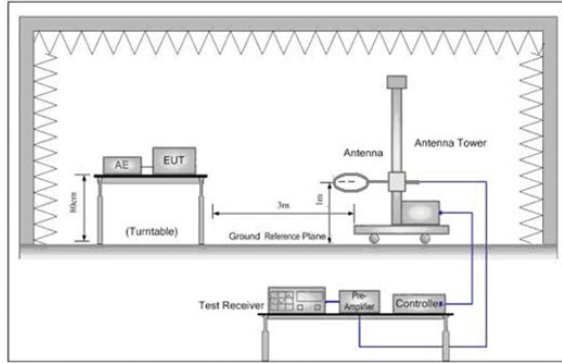 Antenna
Antenna Tower
AE
EUT
80cm
(Turntable)
3m
1m
Ground Reference Plane
Test Receiver
Pre-
Amplifier
Controller